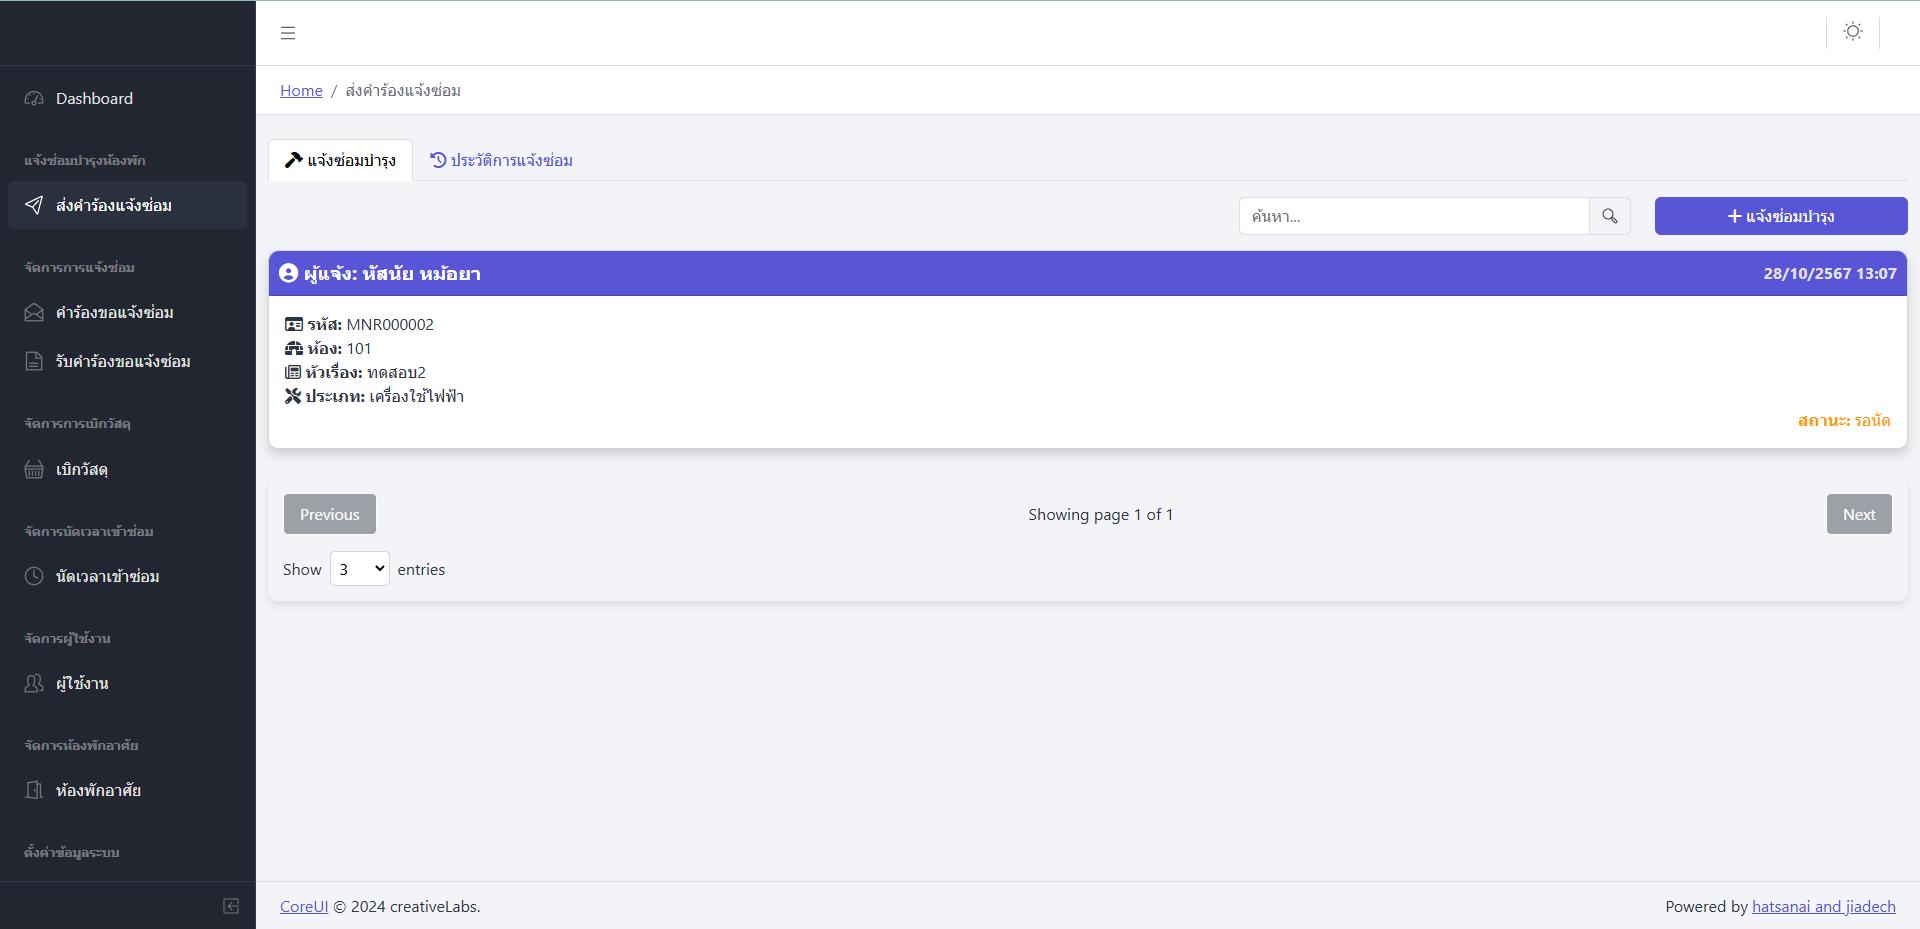 Dashboard
แจ้งซ่อมบำรุงห้องพัก
ส่งคำร้องแจ้งซ่อม
จัดการการแจ้งซ่อม
คำร้องขอแจ้งซ่อม
รับคำร้องขอแจ้งซ่อม
จัดการการเบิกวัสดุ
เบิกวัสดุ
จัดการนัดเวลาเข้าซ่อม
นัดเวลาเข้าซ่อม
จัดการผู้ใช้งาน
ผู้ใช้งาน
จัดการห้องพักอาศัย
ห้องพักอาศัย
ตั้งค่าข้อมูลระบบ
Home / ส่งคำร้องแจ้งซ่อม
แจ้งซ่อมบำรุง ประวัติการแจ้งซ่อม
ค้นหา... + แจ้งซ่อมบำรุง
ผู้แจ้ง: หัสนัย หม้อยา 28/10/2567 13:07
รหัส: MNR000002
ห้อง: 101
หัวเรื่อง: ทดสอบ2
ประเภท: เครื่องใช้ไฟฟ้า
สถานะ: รอนัด
Previous Showing page 1 of 1 Next
Show 3 entries
CoreUI © 2024 creativeLabs. Powered by hatsanai and jiadech